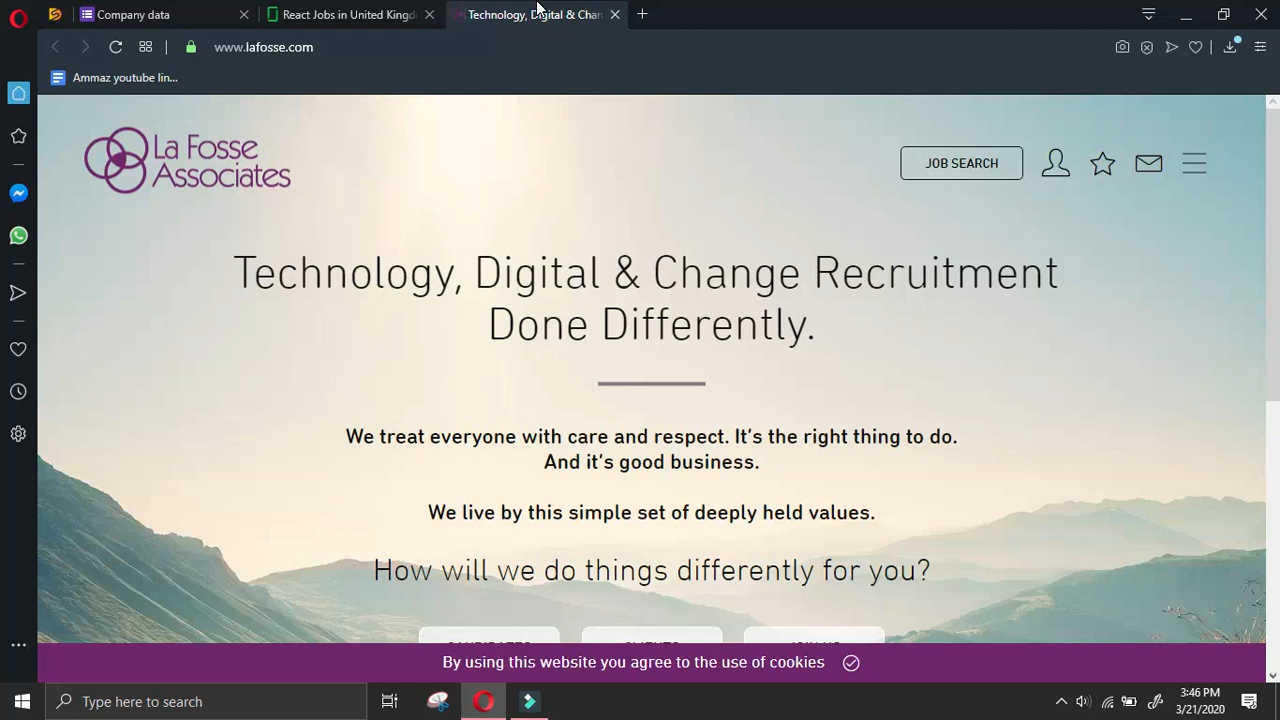 Company data
React Jobs in United Kingd
Technology, Digital & Chan
www.lafosse.com
Ammaz youtube lin...
La Fosse
Associates
JOB SEARCH
Technology, Digital & Change Recruitment
Done Differently.
We treat everyone with care and respect. It's the right thing to do.
And it's good business.
We live by this simple set of deeply held values.
How will we do things differently for you?
CANDIDATES CLIENTS JOIN US
By using this website you agree to the use of cookies
Type here to search
3:46 PM
3/21/2020